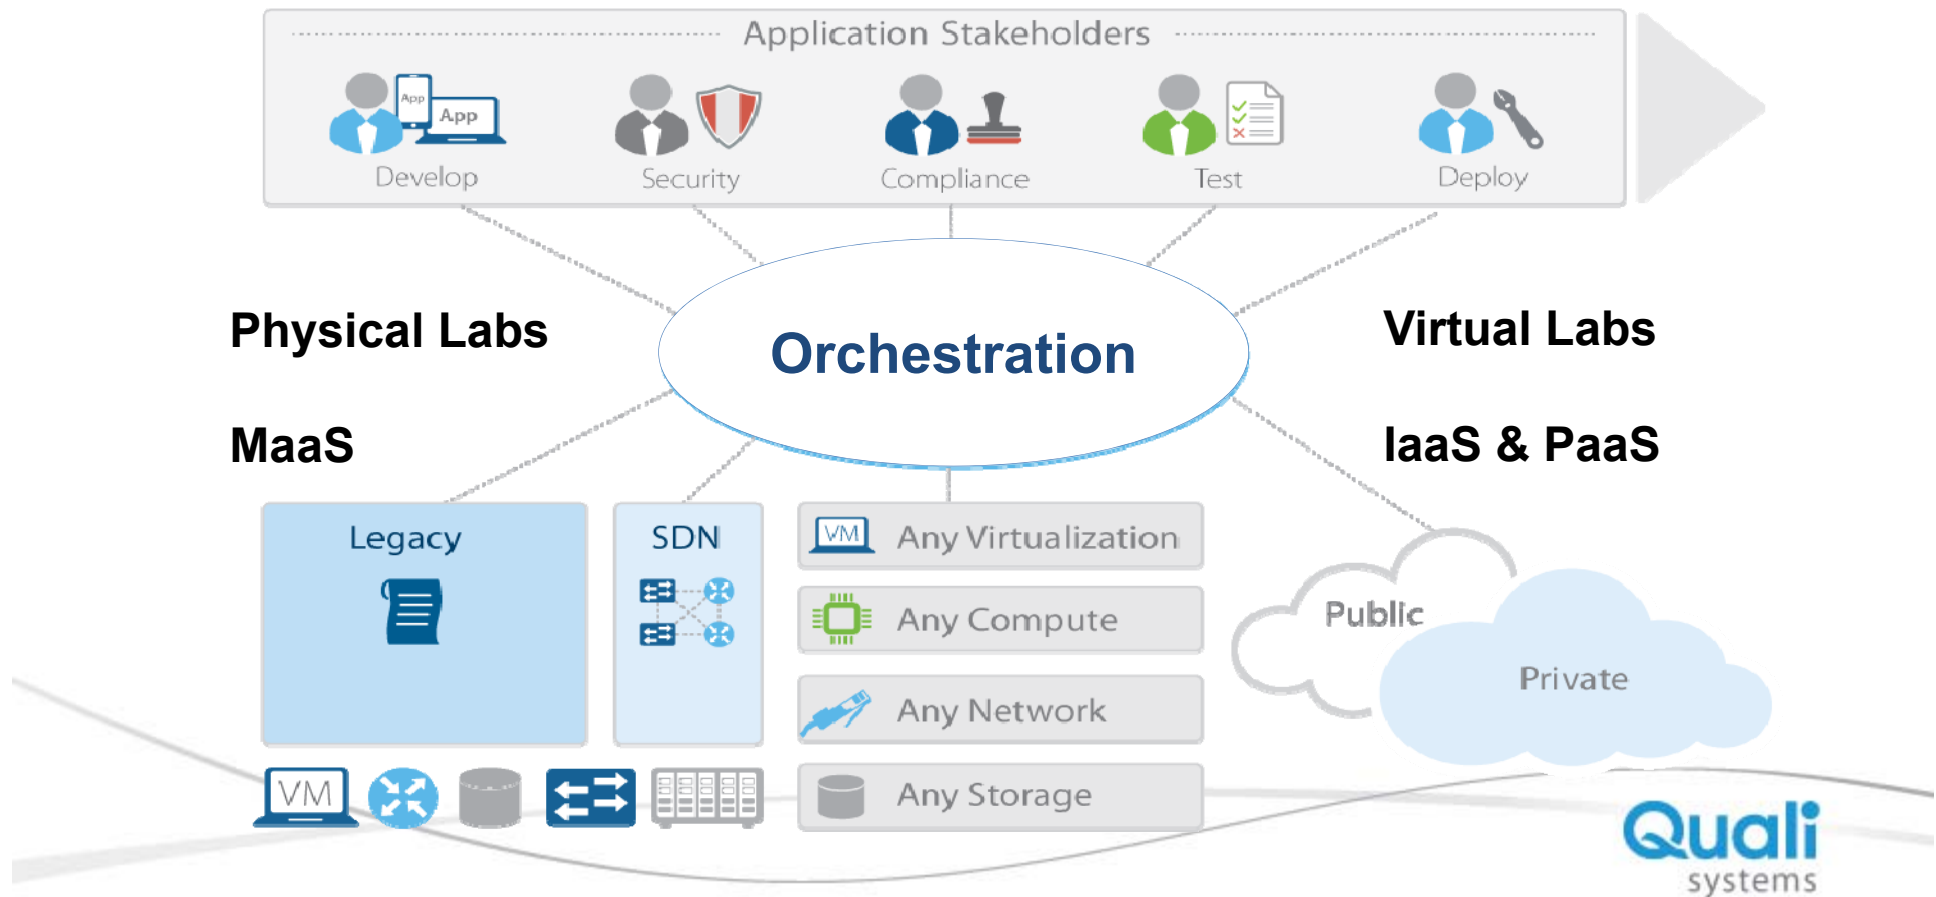 Application Stakeholders
App
App
Develop
Security
Compliance
Test
Deploy
Physical Labs
Orchestration
Virtual Labs
MaaS
IaaS & PaaS
Legacy
SDN
VM
Any Virtualization
Any Compute
Public
Any Network
Private
VM
Any Storage
Quali
systems